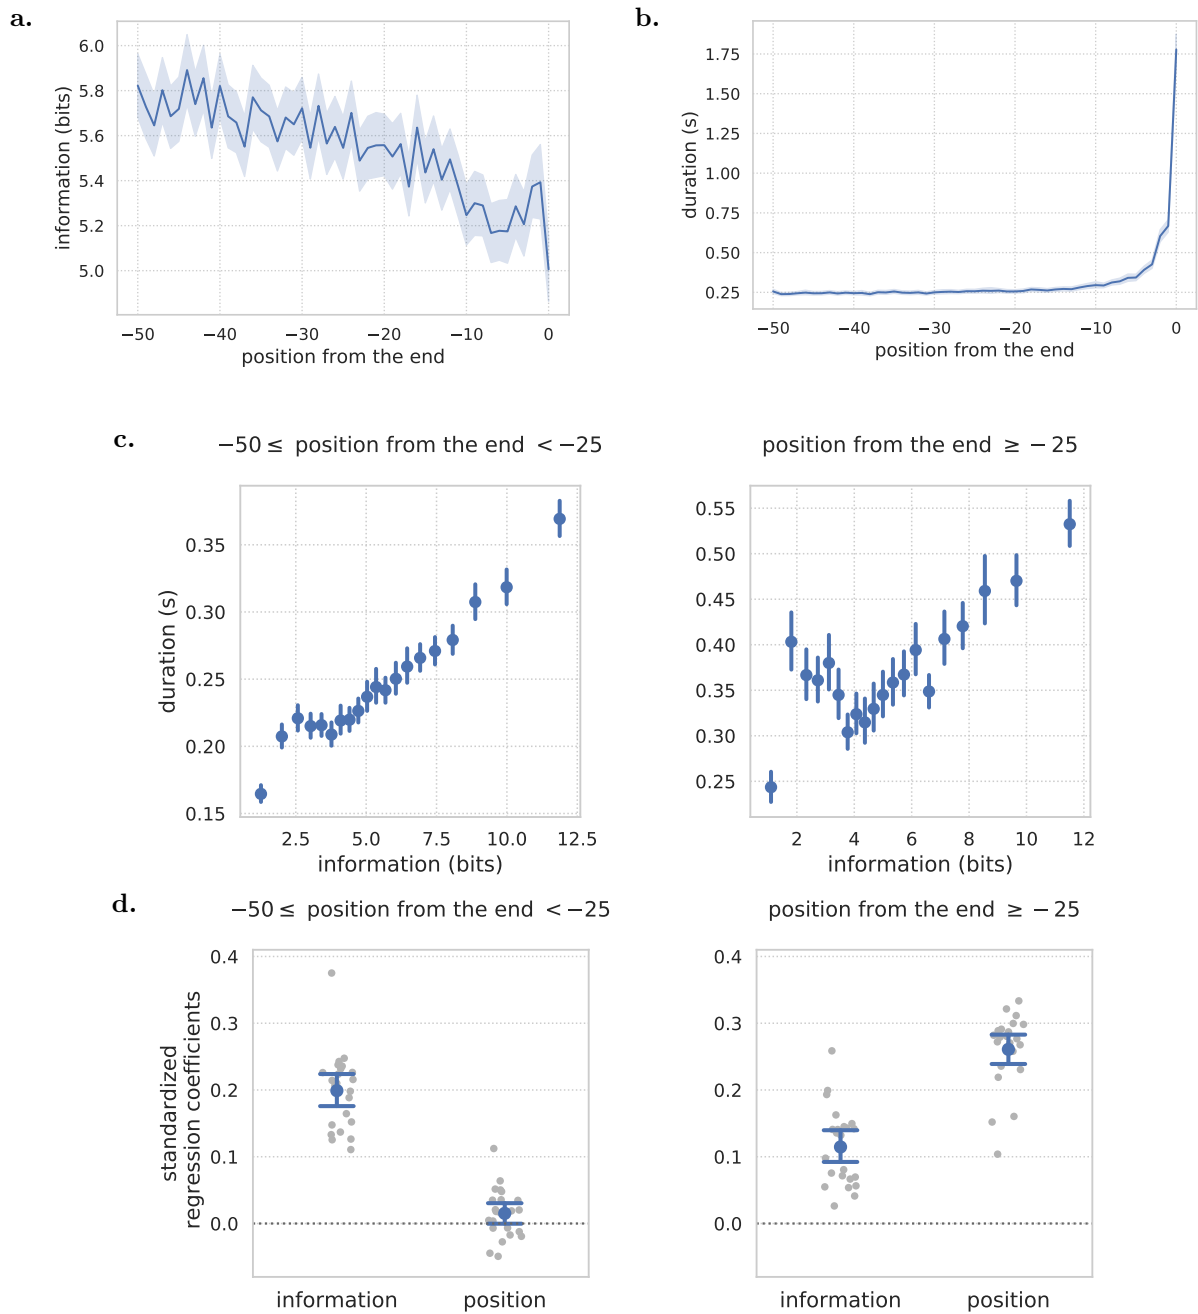 a.
6.0
5.8
5.6
5.4
5.2
5.0
information (bits)
−50
−40
−30
−20
−10
0
position from the end
b.
1.75
1.50
1.25
1.00
0.75
0.50
0.25
duration (s)
−50
−40
−30
−20
−10
0
position from the end
c.
−50 ≤ position from the end < −25
0.35
0.30
0.25
0.20
0.15
duration (s)
2.5
5.0
7.5
10.0
12.5
information (bits)
position from the end ≥ − 25
0.55
0.50
0.45
0.40
0.35
0.30
0.25
2
4
6
8
10
12
information (bits)
d.
−50 ≤ position from the end < −25
0.4
0.3
0.2
0.1
0.0
standardized
regression coefficients
information
position
position from the end ≥ − 25
0.4
0.3
0.2
0.1
0.0
information
position